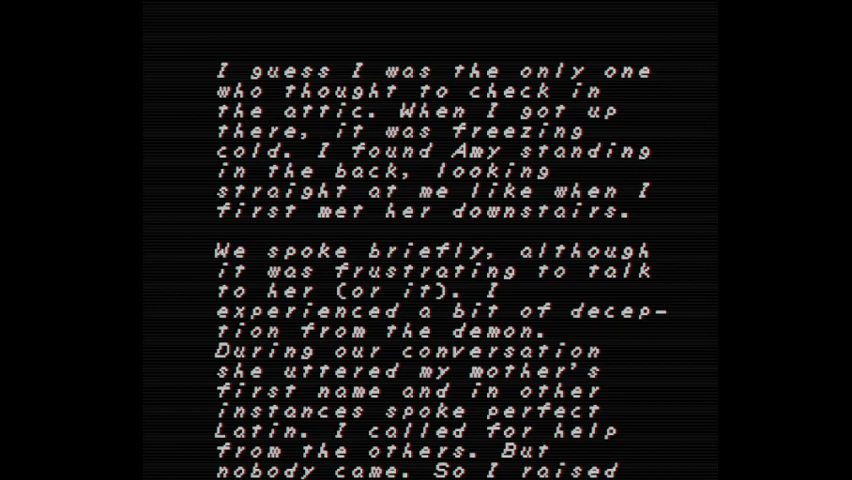 I guess I was the only one
who thought to check in
the attic. When I got up
there, it was freezing
cold. I found Amy standing
in the back, looking
straight at me like when I
first met her downstairs.
We spoke briefly, although
it was frustrating to talk
to her (or it). I
experienced a bit of decep-
tion from the demon.
During our conversation
she uttered my mother's
first name and in other
instances spoke perfect
Latin. I called for help
from the others. But
nobody came. So I raised